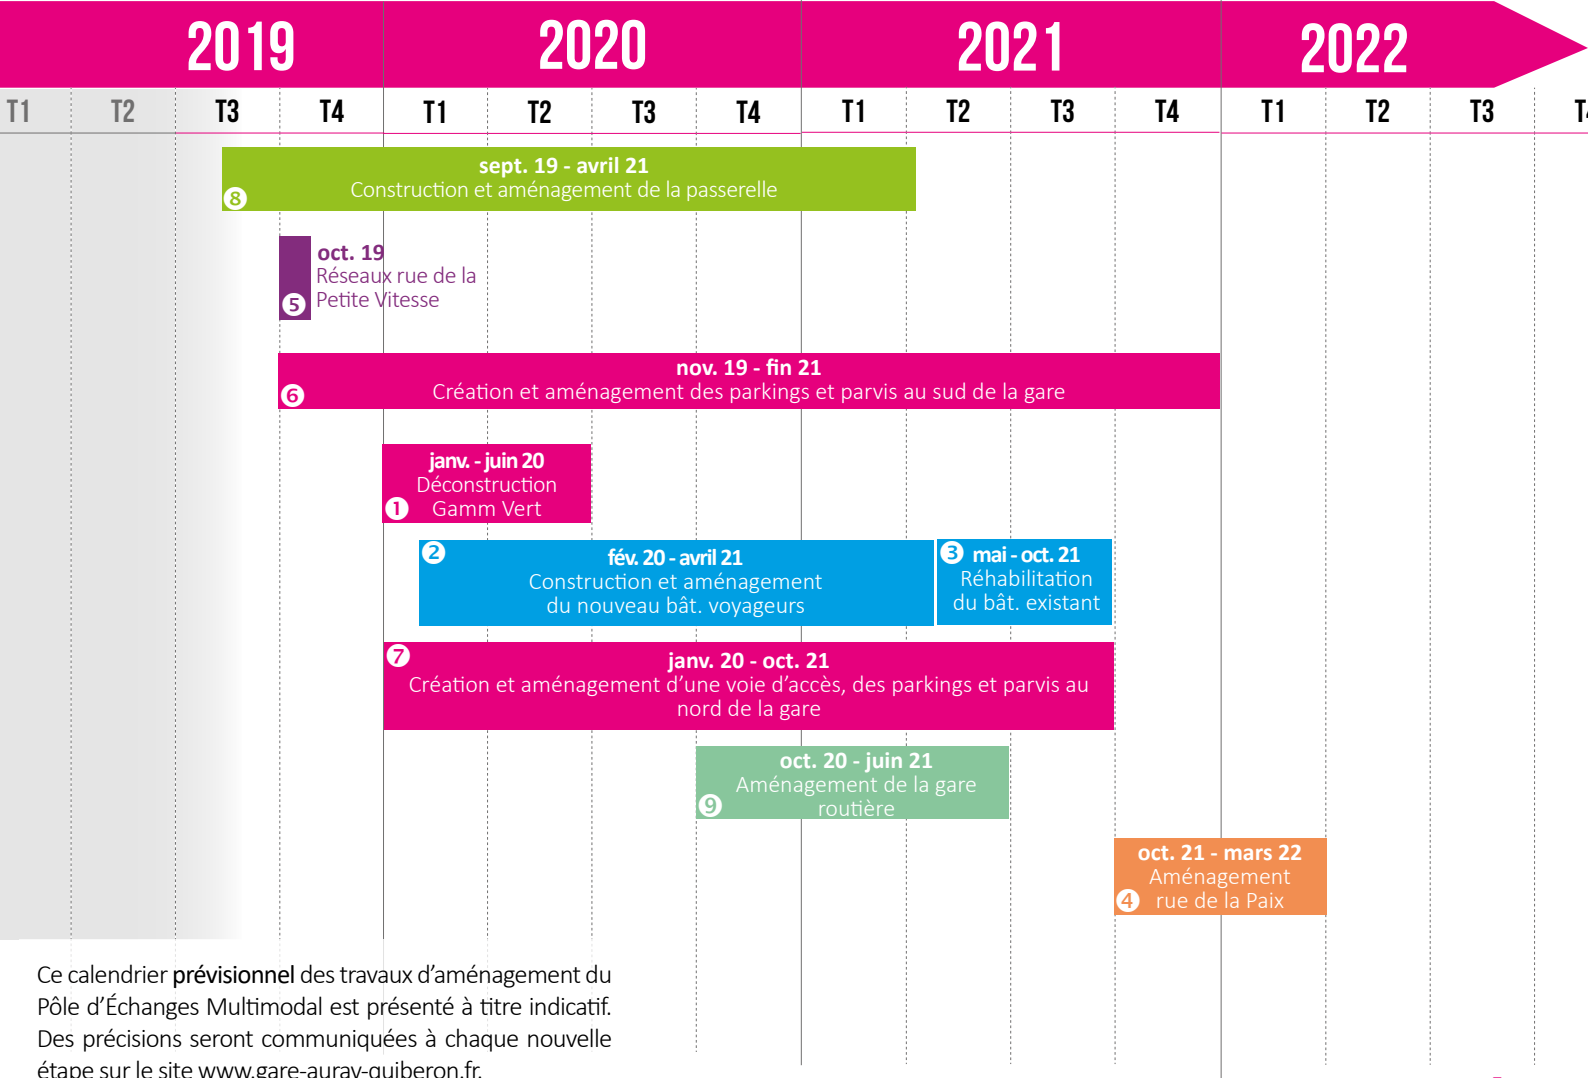 2019 2020 2021 2022
T1 T2 T3 T4 T1 T2 T3 T4 T1 T2 T3 T4 T1 T2 T3 T4
sept. 19 - avril 21
Construction et aménagement de la passerelle
8
oct. 19
Réseaux rue de la
Petite Vitesse
5
nov. 19 - fin 21
Création et aménagement des parkings et parvis au sud de la gare
6
janv. - juin 20
Déconstruction
Gamm Vert
1
2
fév. 20 - avril 21
Construction et aménagement
du nouveau bât. voyageurs
3 mai - oct. 21
Réhabilitation
du bât. existant
7
janv. 20 - oct. 21
Création et aménagement d'une voie d'accès, des parkings et parvis au
nord de la gare
oct. 20 - juin 21
Aménagement de la gare
routière
9
oct. 21 - mars 22
Aménagement
rue de la Paix
4
Ce calendrier prévisionnel des travaux d'aménagement du
Pôle d'Échanges Multimodal est présenté à titre indicatif.
Des précisions seront communiquées à chaque nouvelle
étape sur le site www.gare-auray-quiberon.fr.